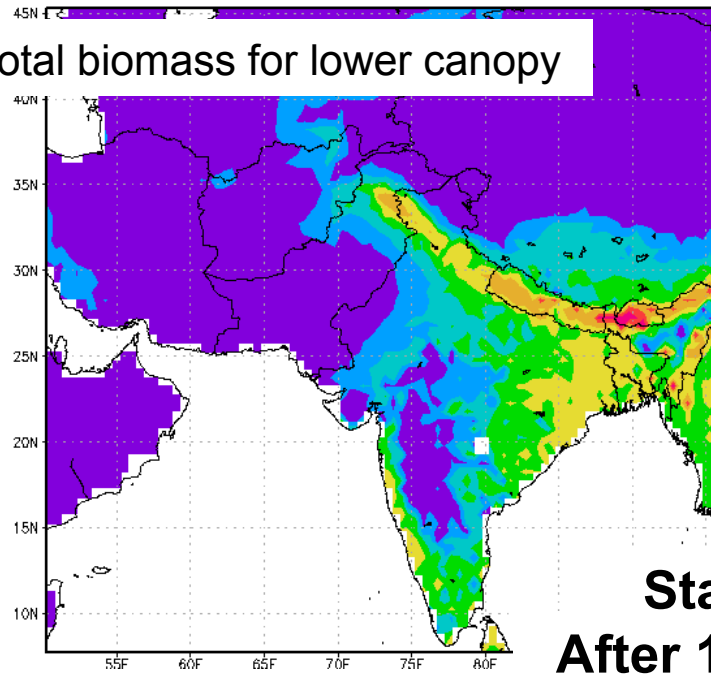 45N
otal biomass for lower canopy
40N
35N
30N
25N
20N
15N
10N
55E 60E 65E 70E 75E 80E
Sta
After 1